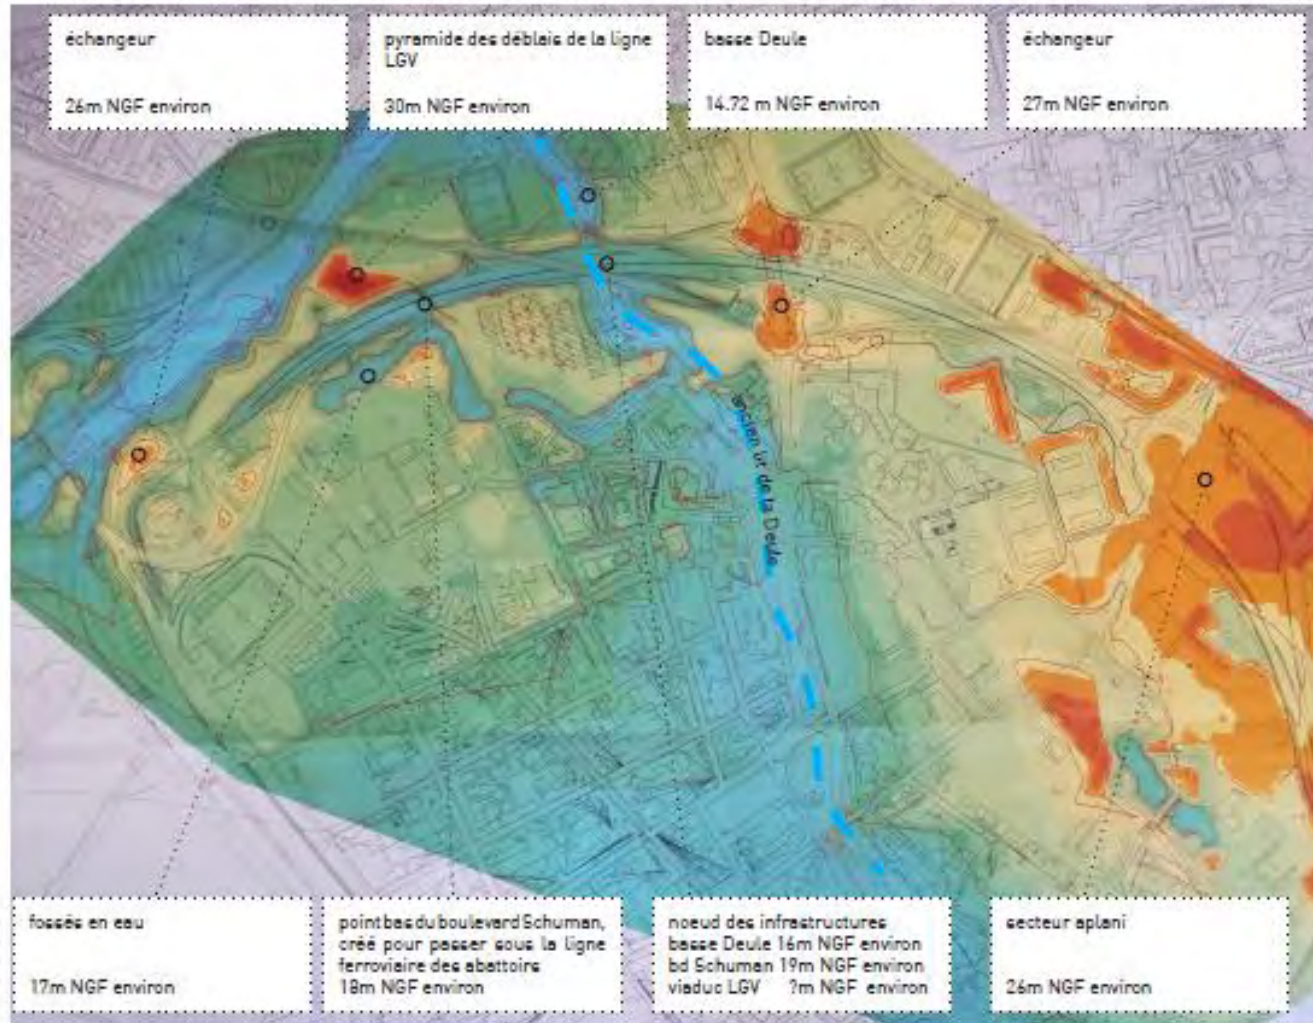 échangeur
26m NGF environ
pyramide des déblais de la ligne
LGV
30m NGF environ
basse Deule
14.72 m NGF environ
échangeur
27m NGF environ
ancien lit de la Deule
fossés en eau
17m NGF environ
point bas du boulevard Schuman,
créé pour passer sous la ligne
ferroviaire des abattoirs
18m NGF environ
noeud des infrastructures
basse Deule 16m NGF environ
bd Schuman 19m NGF environ
viaduc LGV ?m NGF environ
secteur aplani
26m NGF environ